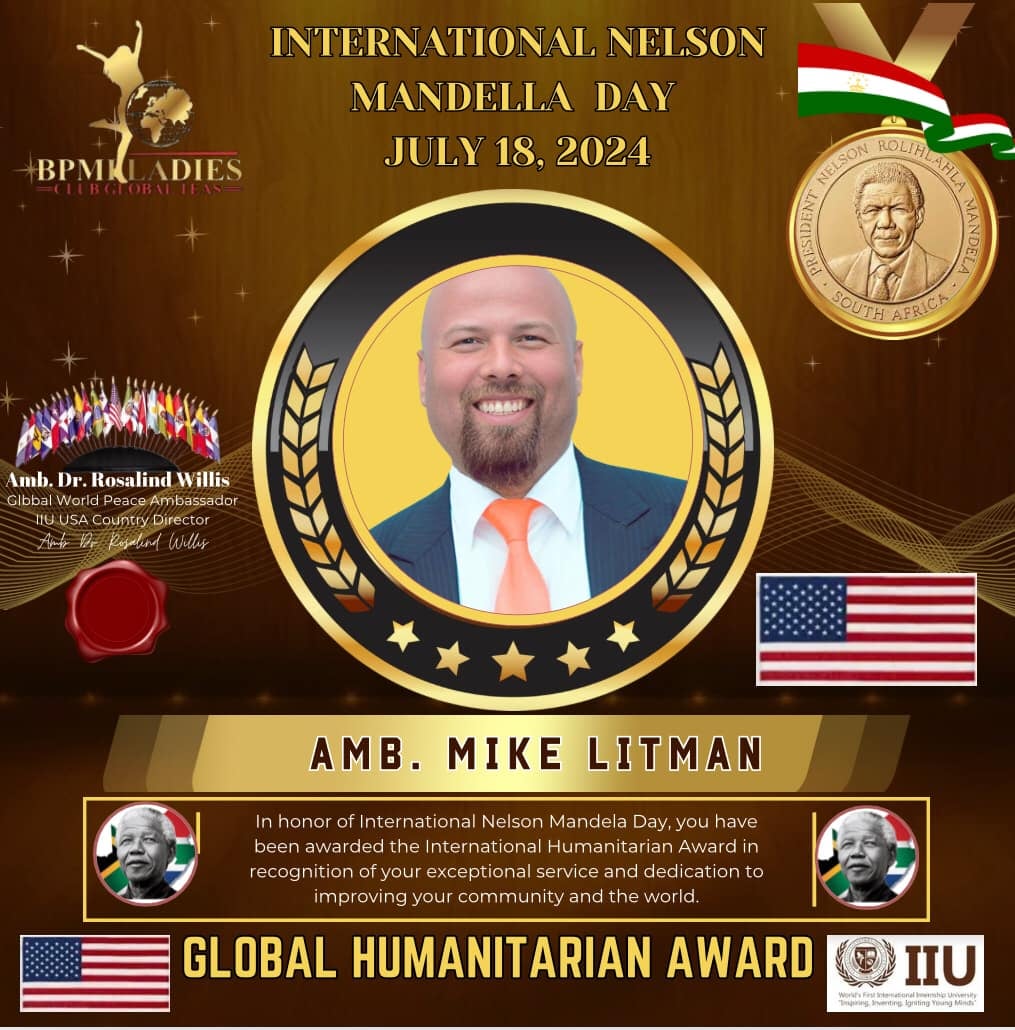 INTERNATIONAL NELSON
MANDELLA DAY
JULY 18, 2024
BPMI LADIES
CLUB GLOBAL TEAS
PRESIDENT NELSON ROLIHLAHLA MANDELA
· SOUTH AFRICA ·
Amb. Dr. Rosalind Willis
Global World Peace Ambassador
IIU USA Country Director
Amb Dr Rosalind Willis
AMB. MIKE LITMAN
In honor of International Nelson Mandela Day, you have
been awarded the International Humanitarian Award in
recognition of your exceptional service and dedication to
improving your community and the world.
GLOBAL HUMANITARIAN AWARD
IIU
World's First International Internship University
"Inspiring, Inventing, Igniting Young Minds"